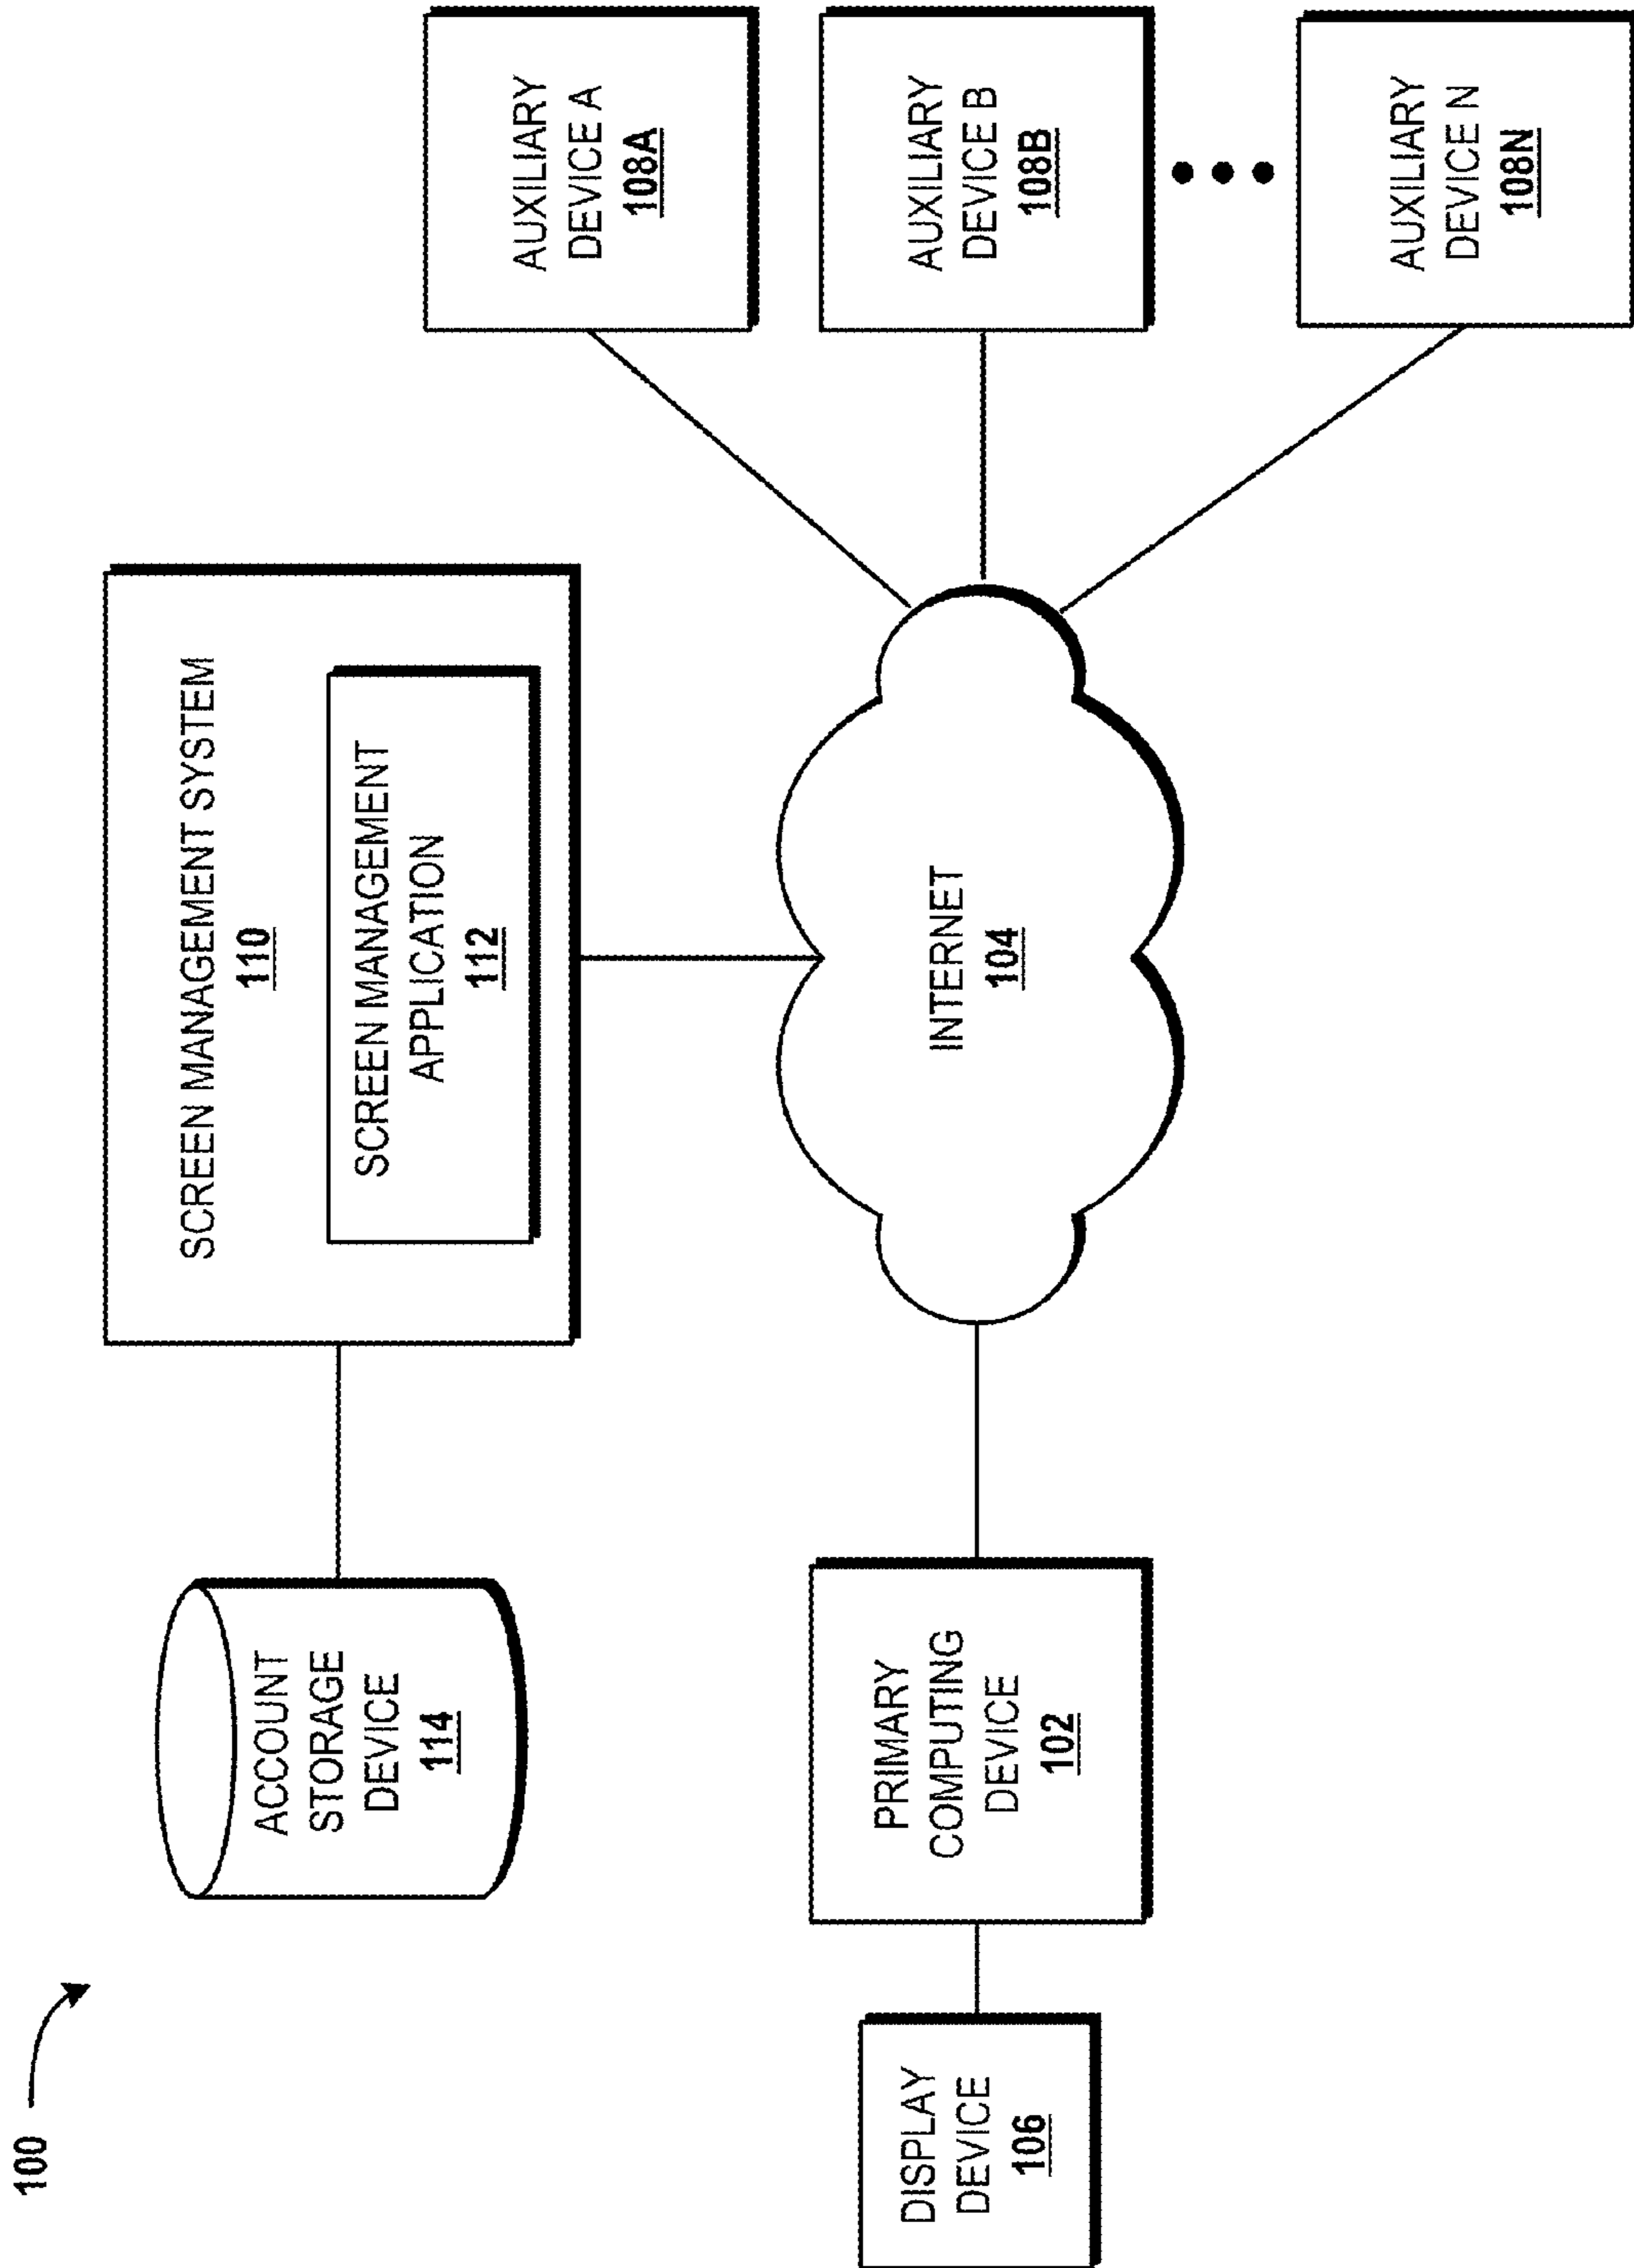 100
ACCOUNT
STORAGE
DEVICE
114
SCREEN MANAGEMENT SYSTEM
110
SCREEN MANAGEMENT
APPLICATION
112
DISPLAY
DEVICE
106
PRIMARY
COMPUTING
DEVICE
102
INTERNET
104
AUXILIARY
DEVICE A
108A
AUXILIARY
DEVICE B
108B
AUXILIARY
DEVICE N
108N